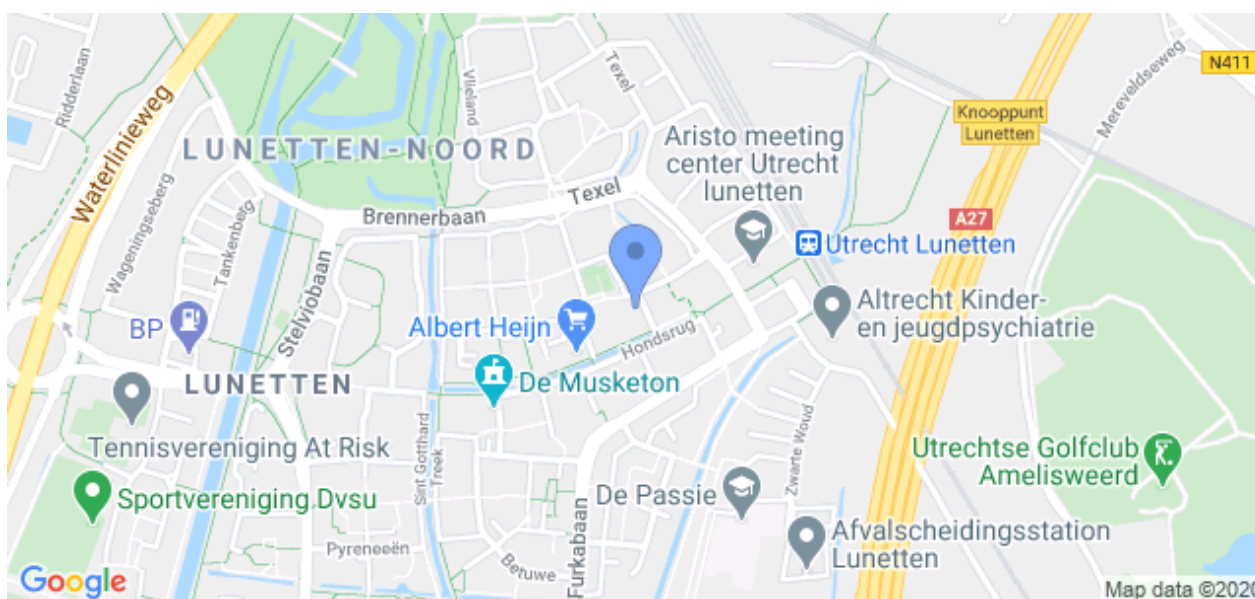 Ridderlaan
Waterlinieweg
Vlieland
Texel
N411
Mereveldseweg
Knooppunt
Lunetten
LUNETTEN-NOORD
Aristo meeting
center Utrecht
lunetten
Wageningseberg
Tankenberg
Brennerbaan
Texel
A27
Utrecht Lunetten
Stelviobaan
BP
Albert Heijn
Hondsrug
Altrecht Kinder-
en jeugdpsychiatrie
LUNETTEN
De Musketon
Tennisvereniging At Risk
Sint Gotthard
Treek
Zwarte Woud
Utrechtse Golfclub
Amelisweerd
Sportvereniging Dvsu
De Passie
Furkabaan
Afvalscheidingsstation
Lunetten
Pyreneeën
Betuwe
Google
Map data ©2020